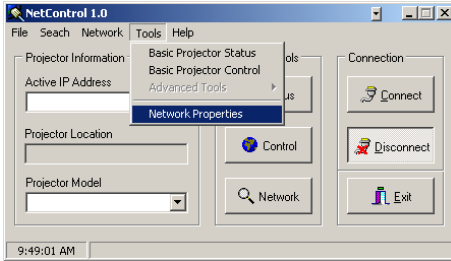 NetControl 1.0
File Seach Network Tools Help
Basic Projector Status
Basic Projector Control
Advanced Tools
Network Properties
Projector Information
Active IP Address
Projector Location
Projector Model
ols
us
Control
Network
Connection
Connect
Disconnect
Exit
9:49:01 AM